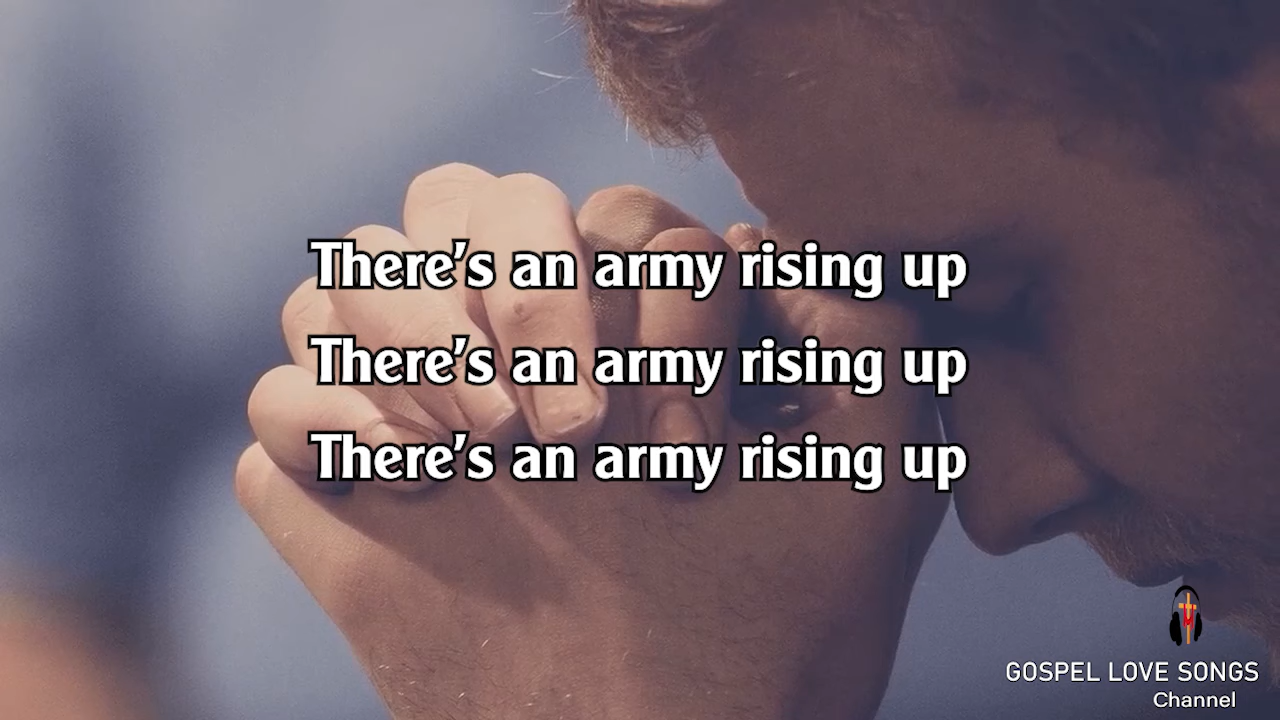 There's an army rising up
There's an army rising up
There's an army rising up
GOSPEL LOVE SONGS
Channel